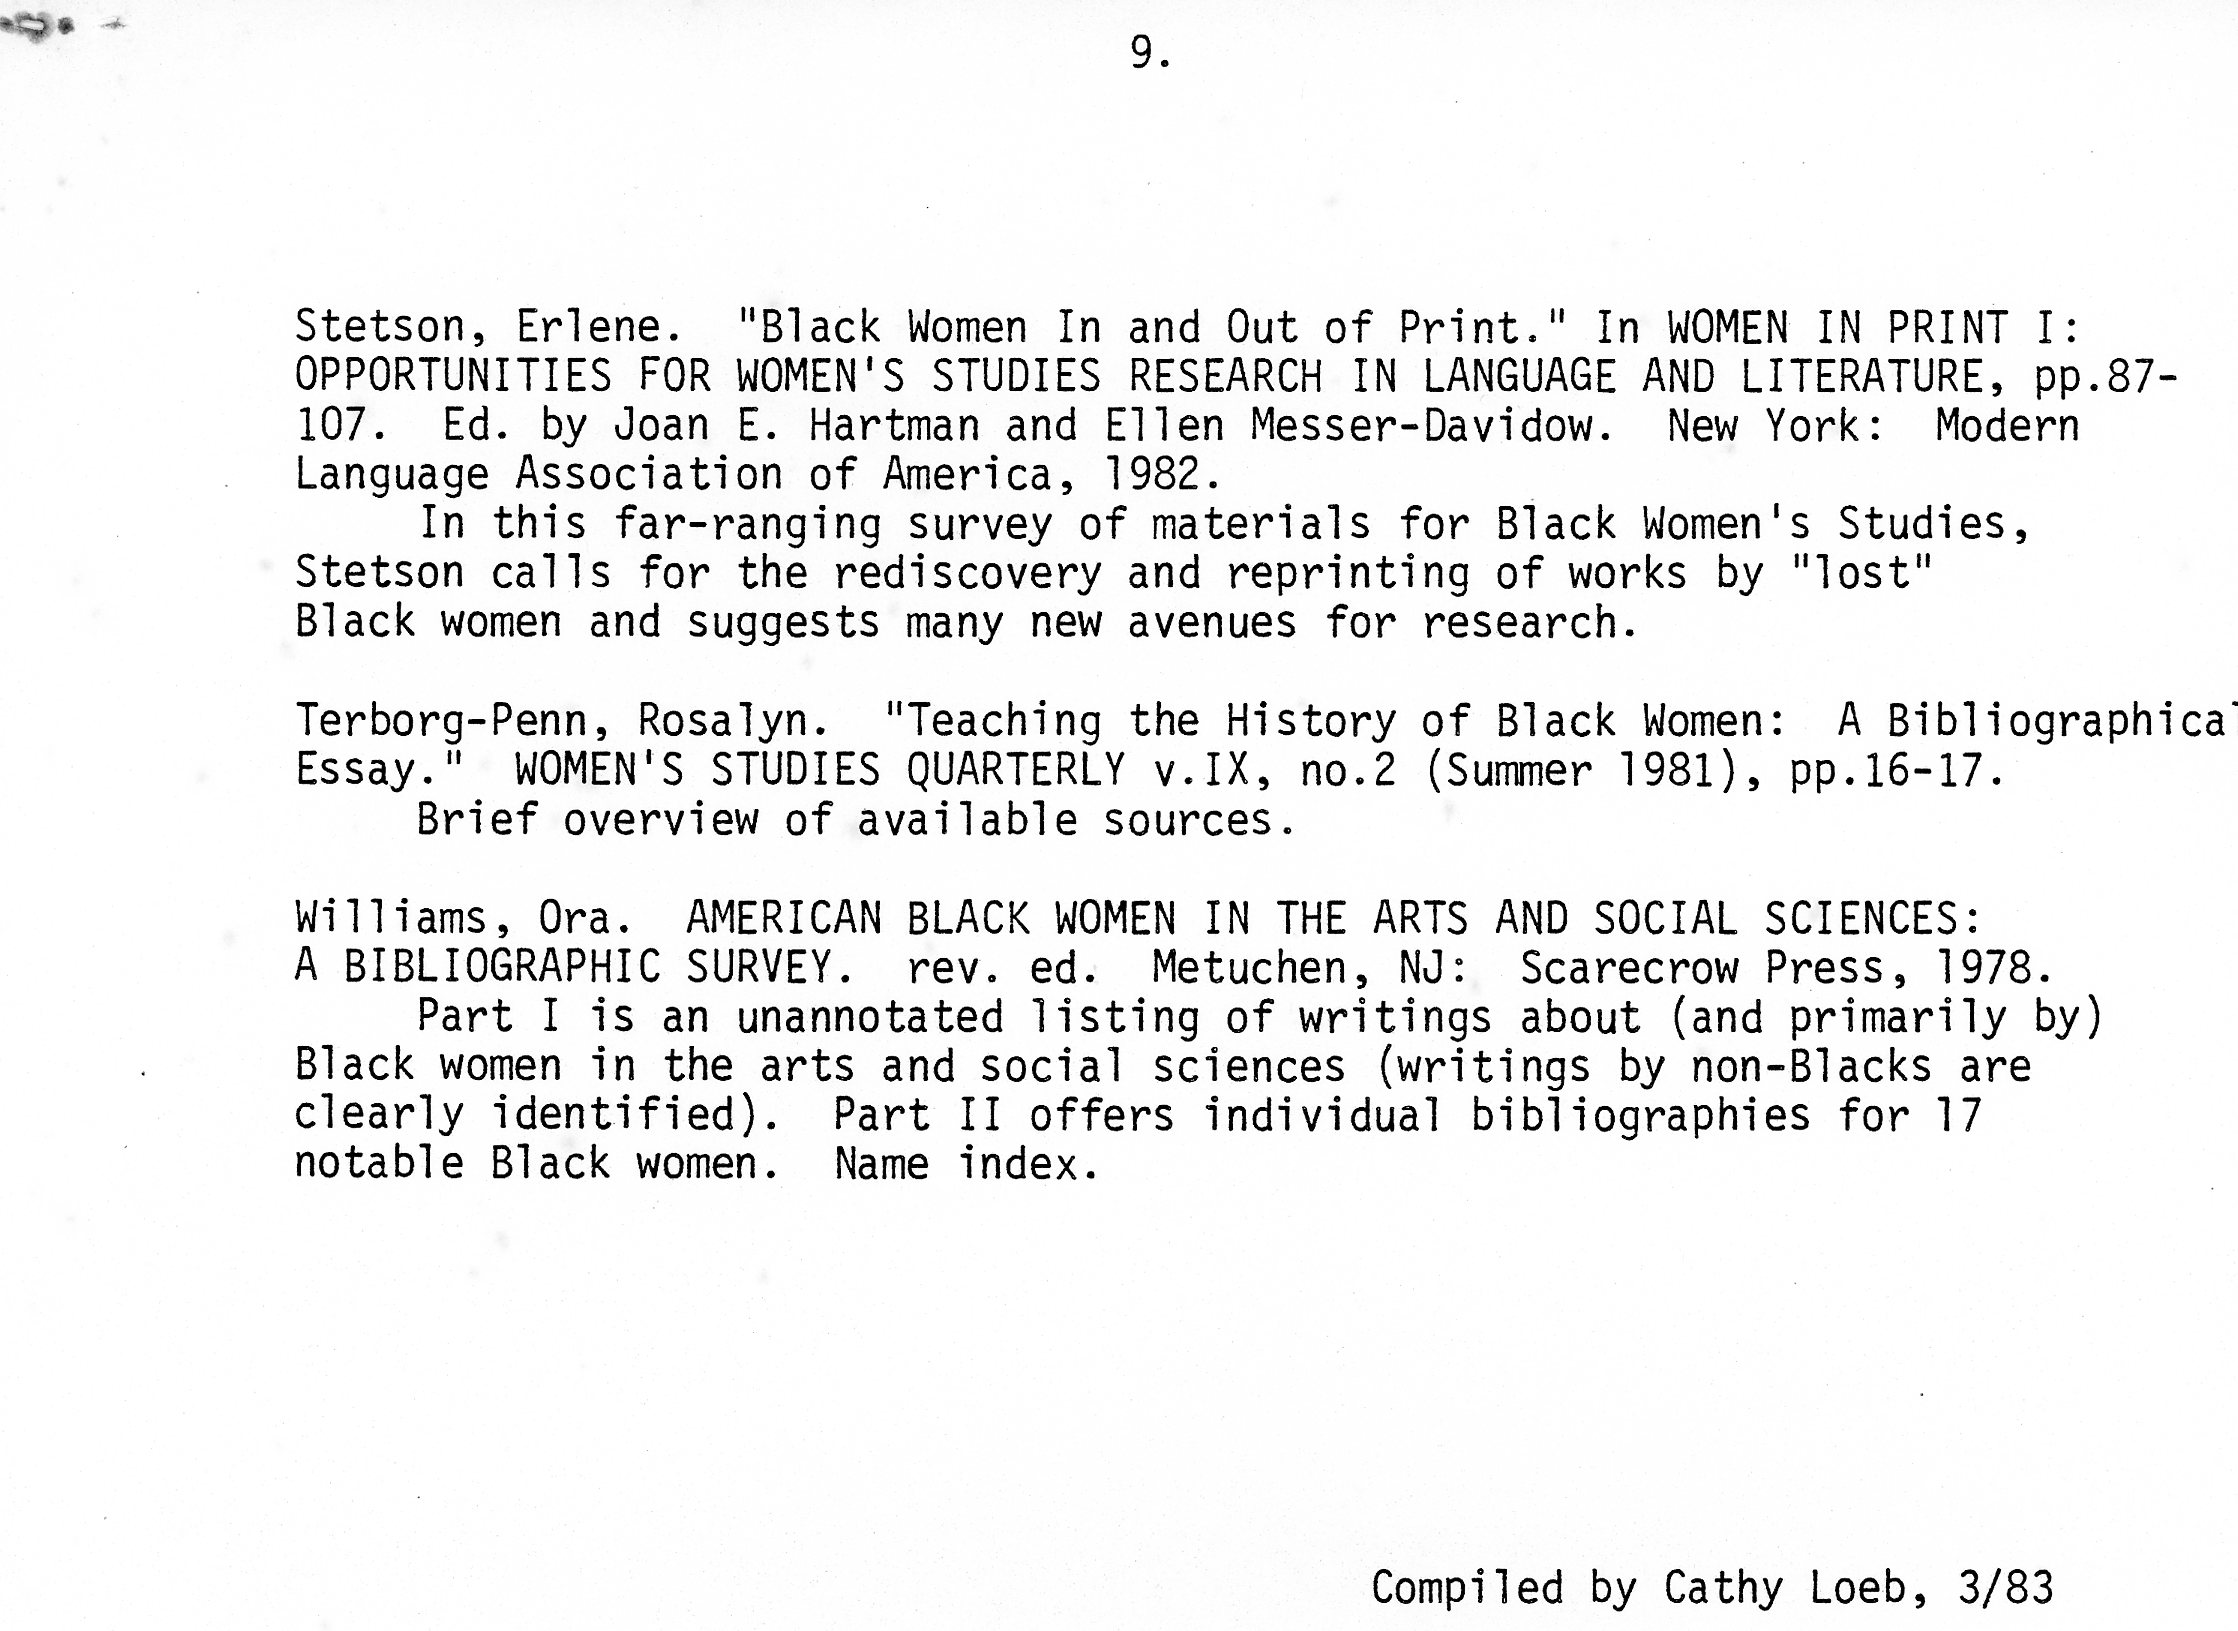 9.
Stetson, Erlene.  "Black Women In and Out of Print." In WOMEN IN PRINT I:
OPPORTUNITIES FOR WOMEN'S STUDIES RESEARCH IN LANGUAGE AND LITERATURE, pp.87-
107.  Ed. by Joan E. Hartman and Ellen Messer-Davidow.  New York:  Modern
Language Association of America, 1982.
In this far-ranging survey of materials for Black Women's Studies,
Stetson calls for the rediscovery and reprinting of works by "lost"
Black women and suggests many new avenues for research.
Terborg-Penn, Rosalyn.  "Teaching the History of Black Women:  A Bibliographical
Essay."  WOMEN'S STUDIES QUARTERLY v.IX, no.2 (Summer 1981), pp.16-17.
Brief overview of available sources.
Williams, Ora.  AMERICAN BLACK WOMEN IN THE ARTS AND SOCIAL SCIENCES:
A BIBLIOGRAPHIC SURVEY.  rev. ed.  Metuchen, NJ:  Scarecrow Press, 1978.
Part I is an unannotated listing of writings about (and primarily by)
Black women in the arts and social sciences (writings by non-Blacks are
clearly identified).  Part II offers individual bibliographies for 17
notable Black women.  Name index.
Compiled by Cathy Loeb, 3/83